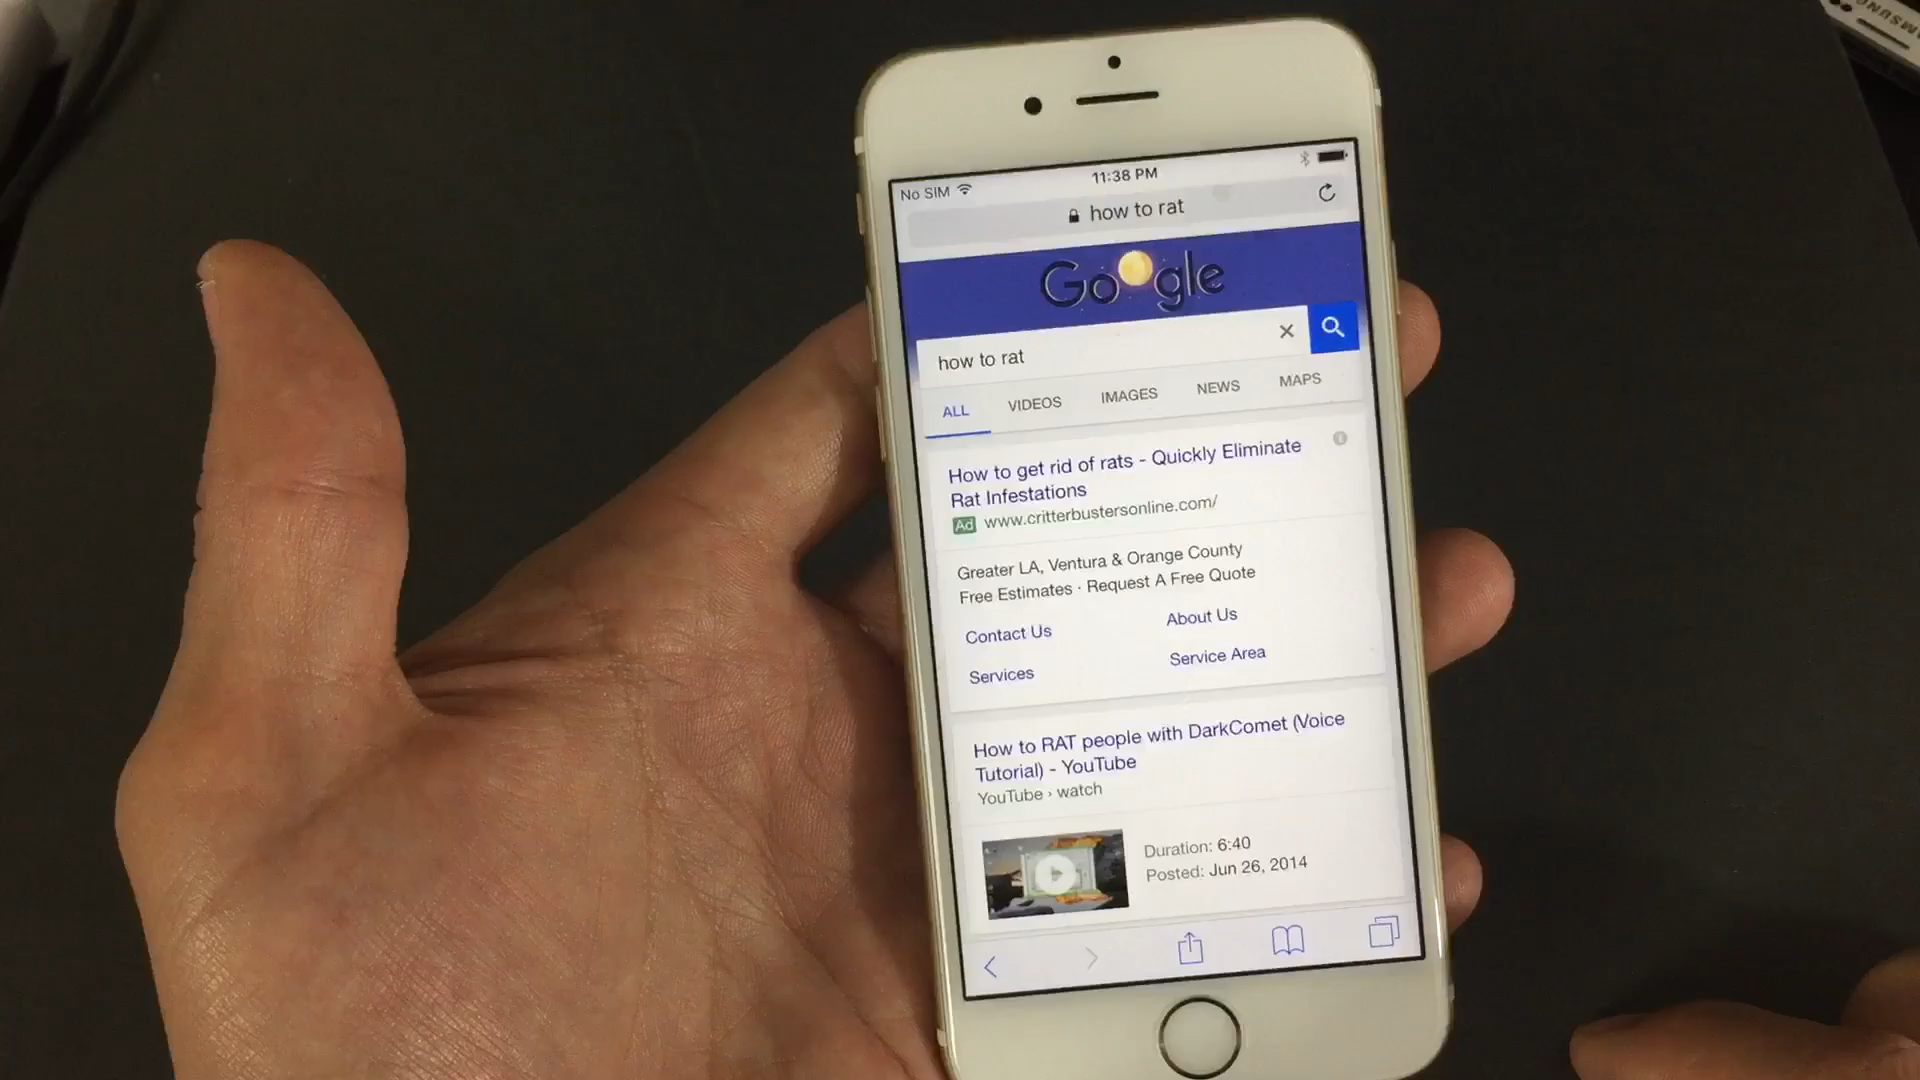 SAMSUNG
No SIM 11:38 PM
how to rat
Google
how to rat
ALL VIDEOS IMAGES NEWS MAPS
How to get rid of rats - Quickly Eliminate
Rat Infestations
Ad www.critterbustersonline.com/
Greater LA, Ventura & Orange County
Free Estimates · Request A Free Quote
Contact Us About Us
Services Service Area
How to RAT people with DarkComet (Voice
Tutorial) - YouTube
YouTube › watch
Duration: 6:40
Posted: Jun 26, 2014